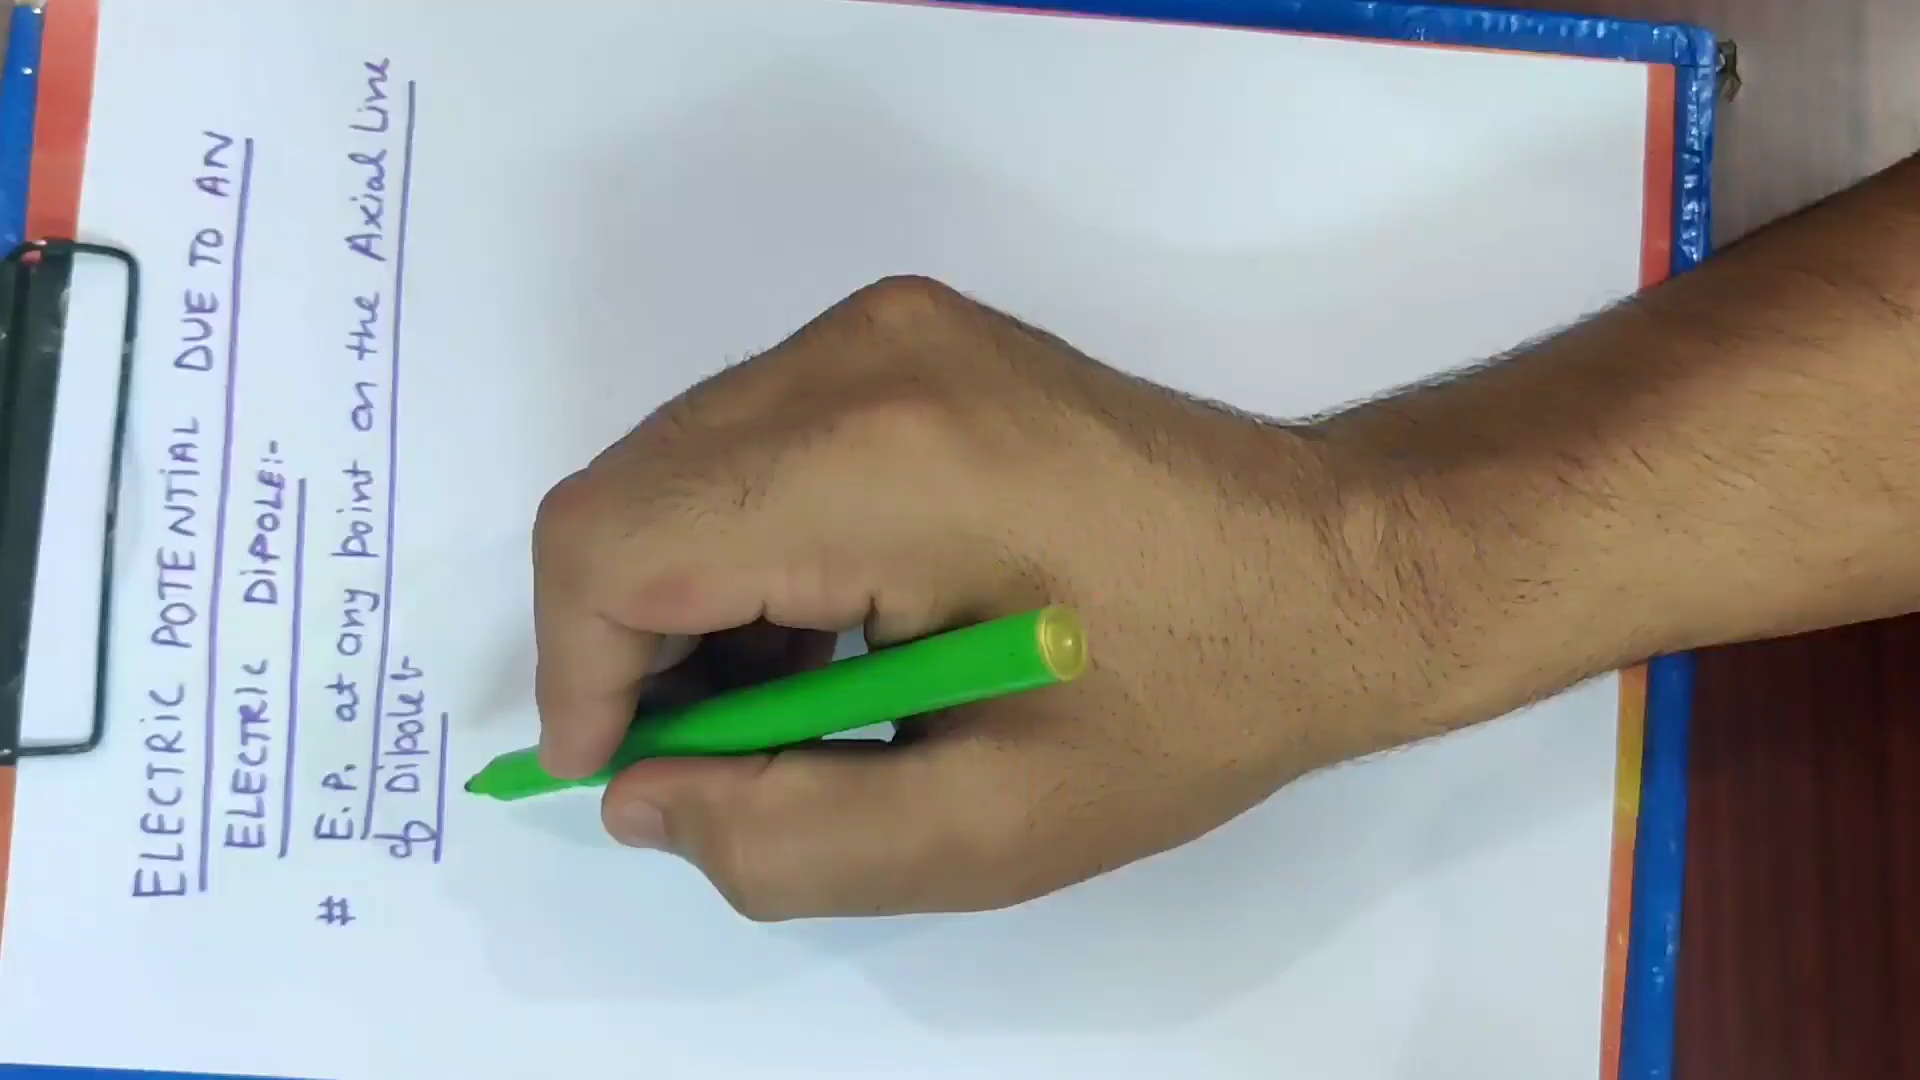 ELECTRIC POTENTIAL DUE TO AN
ELECTRIC DIPOLE:-
# E.P. at any point on the Axial Line
of Dipole